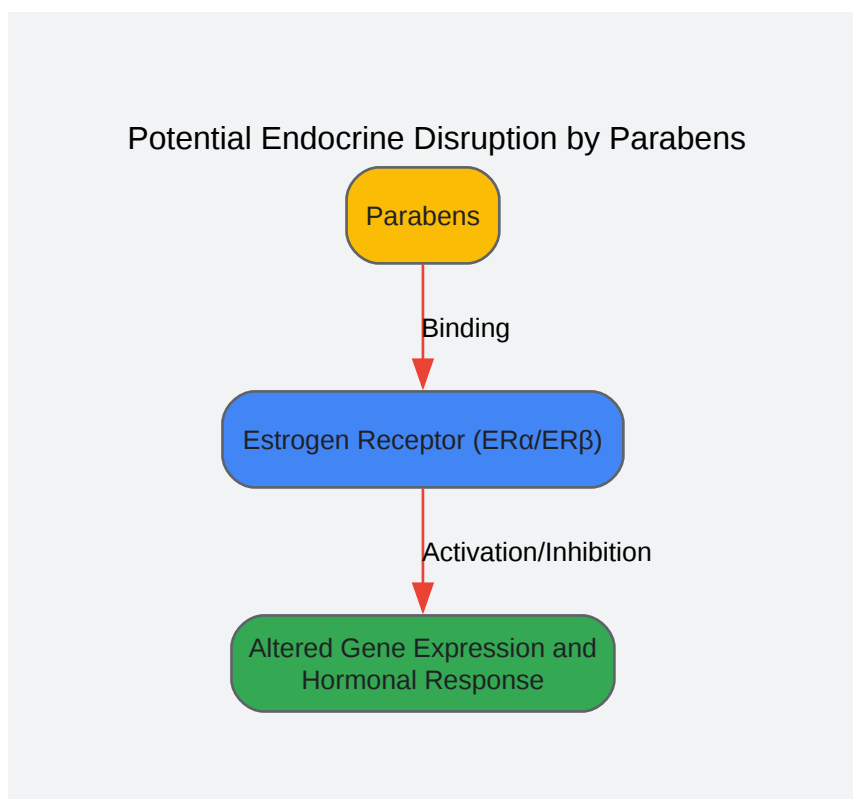 Potential Endocrine Disruption by Parabens
Parabens
Binding
Estrogen Receptor (ERα/ERβ)
Activation/Inhibition
Altered Gene Expression and
Hormonal Response